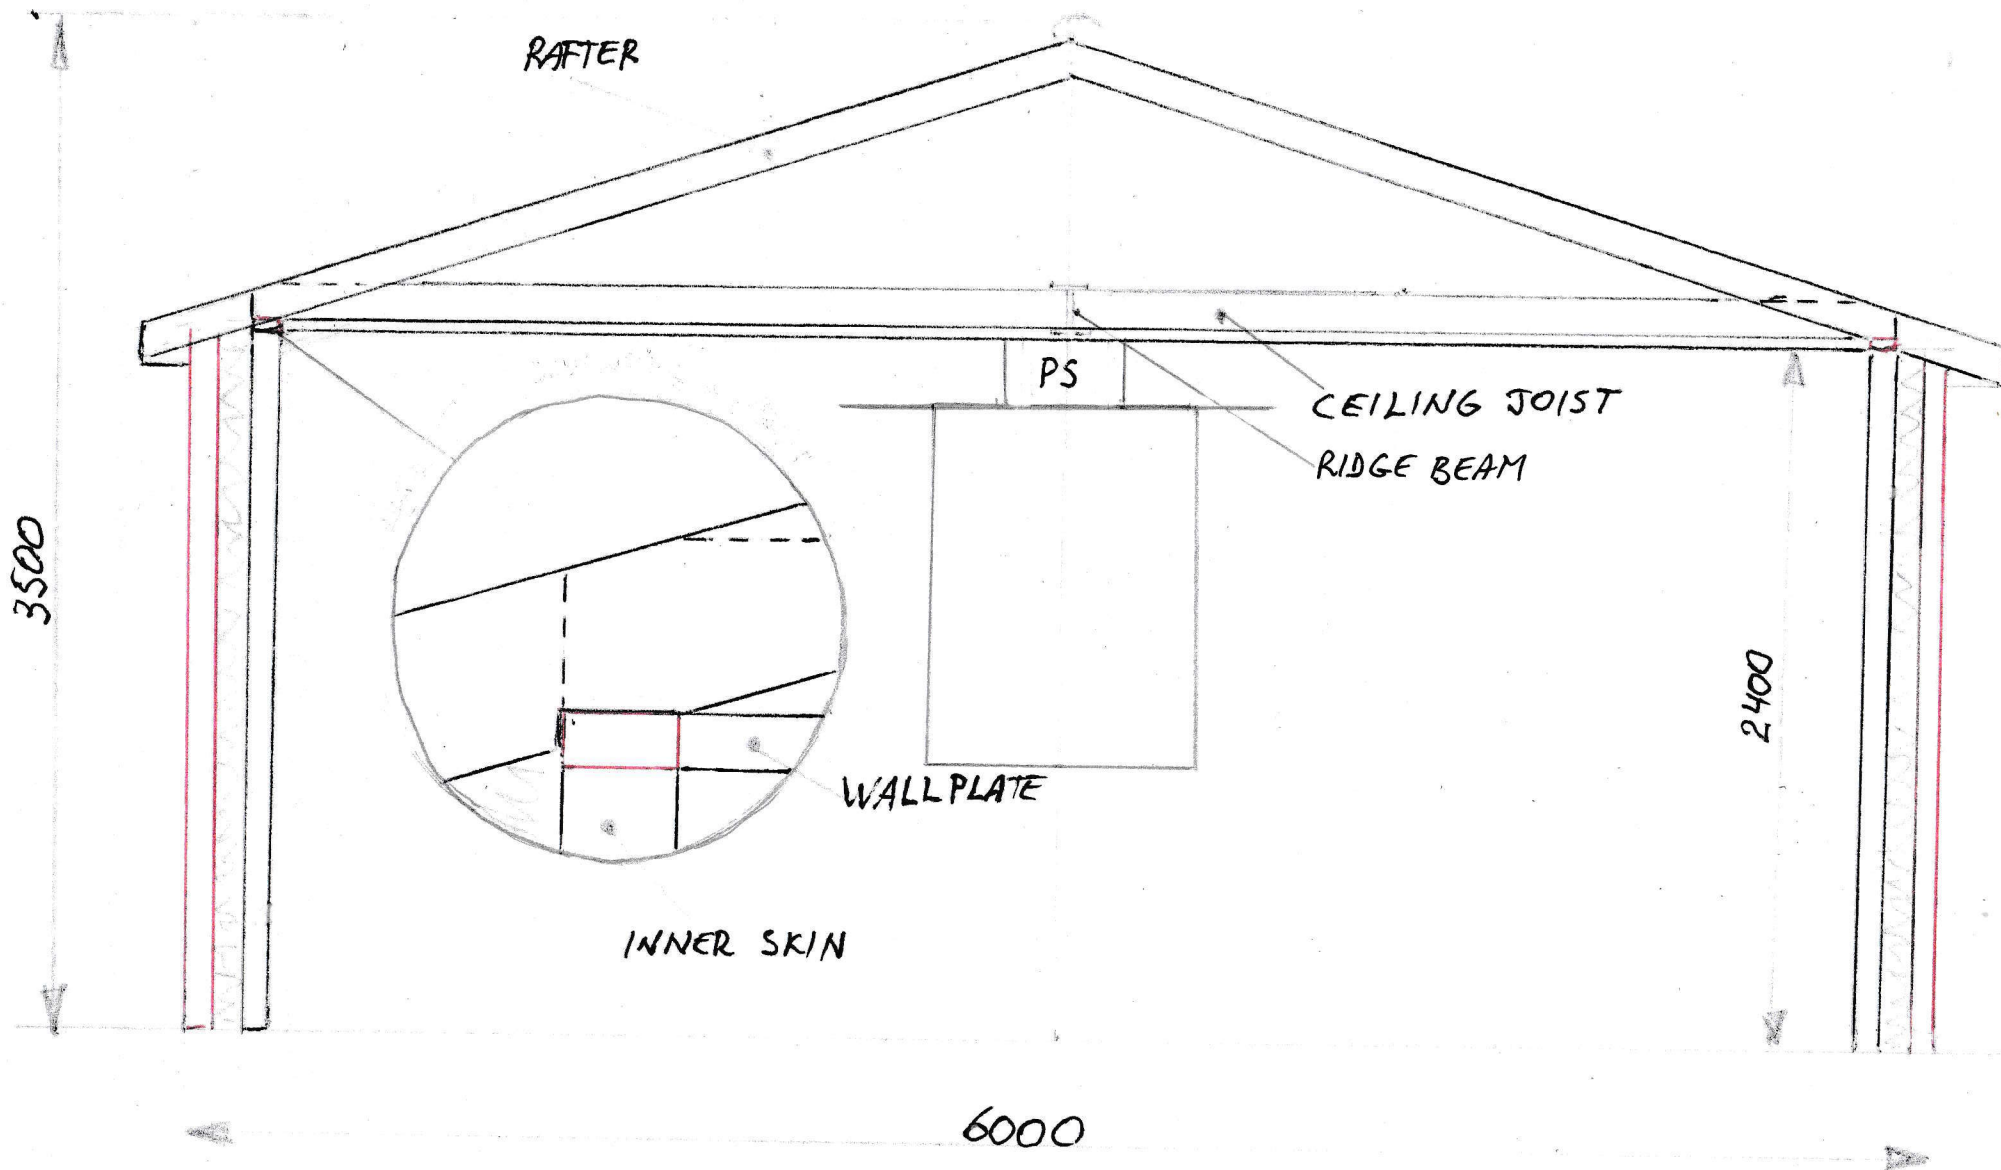 RAFTER
PS
CEILING JOIST
RIDGE BEAM
3500
2400
WALLPLATE
INNER SKIN
6000